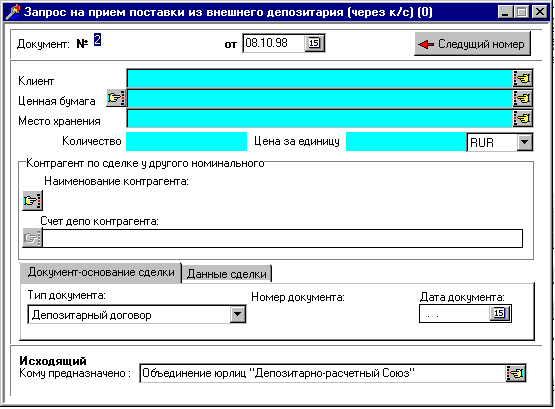 Запрос на прием поставки из внешнего депозитария (через к/с) (0)
Документ: № 2 от 08.10.98 15 Следущий номер
Клиент
Ценная бумага
Место хранения
Количество Цена за единицу RUR
Контрагент по сделке у другого номинального
Наименование контрагента:
Счет депо контрагента:
Документ-основание сделки Данные сделки
Тип документа: Номер документа: Дата документа:
Депозитарный договор . . 15
Исходящий
Кому предназначено : Объединение юрлиц "Депозитарно-расчетный Союз"